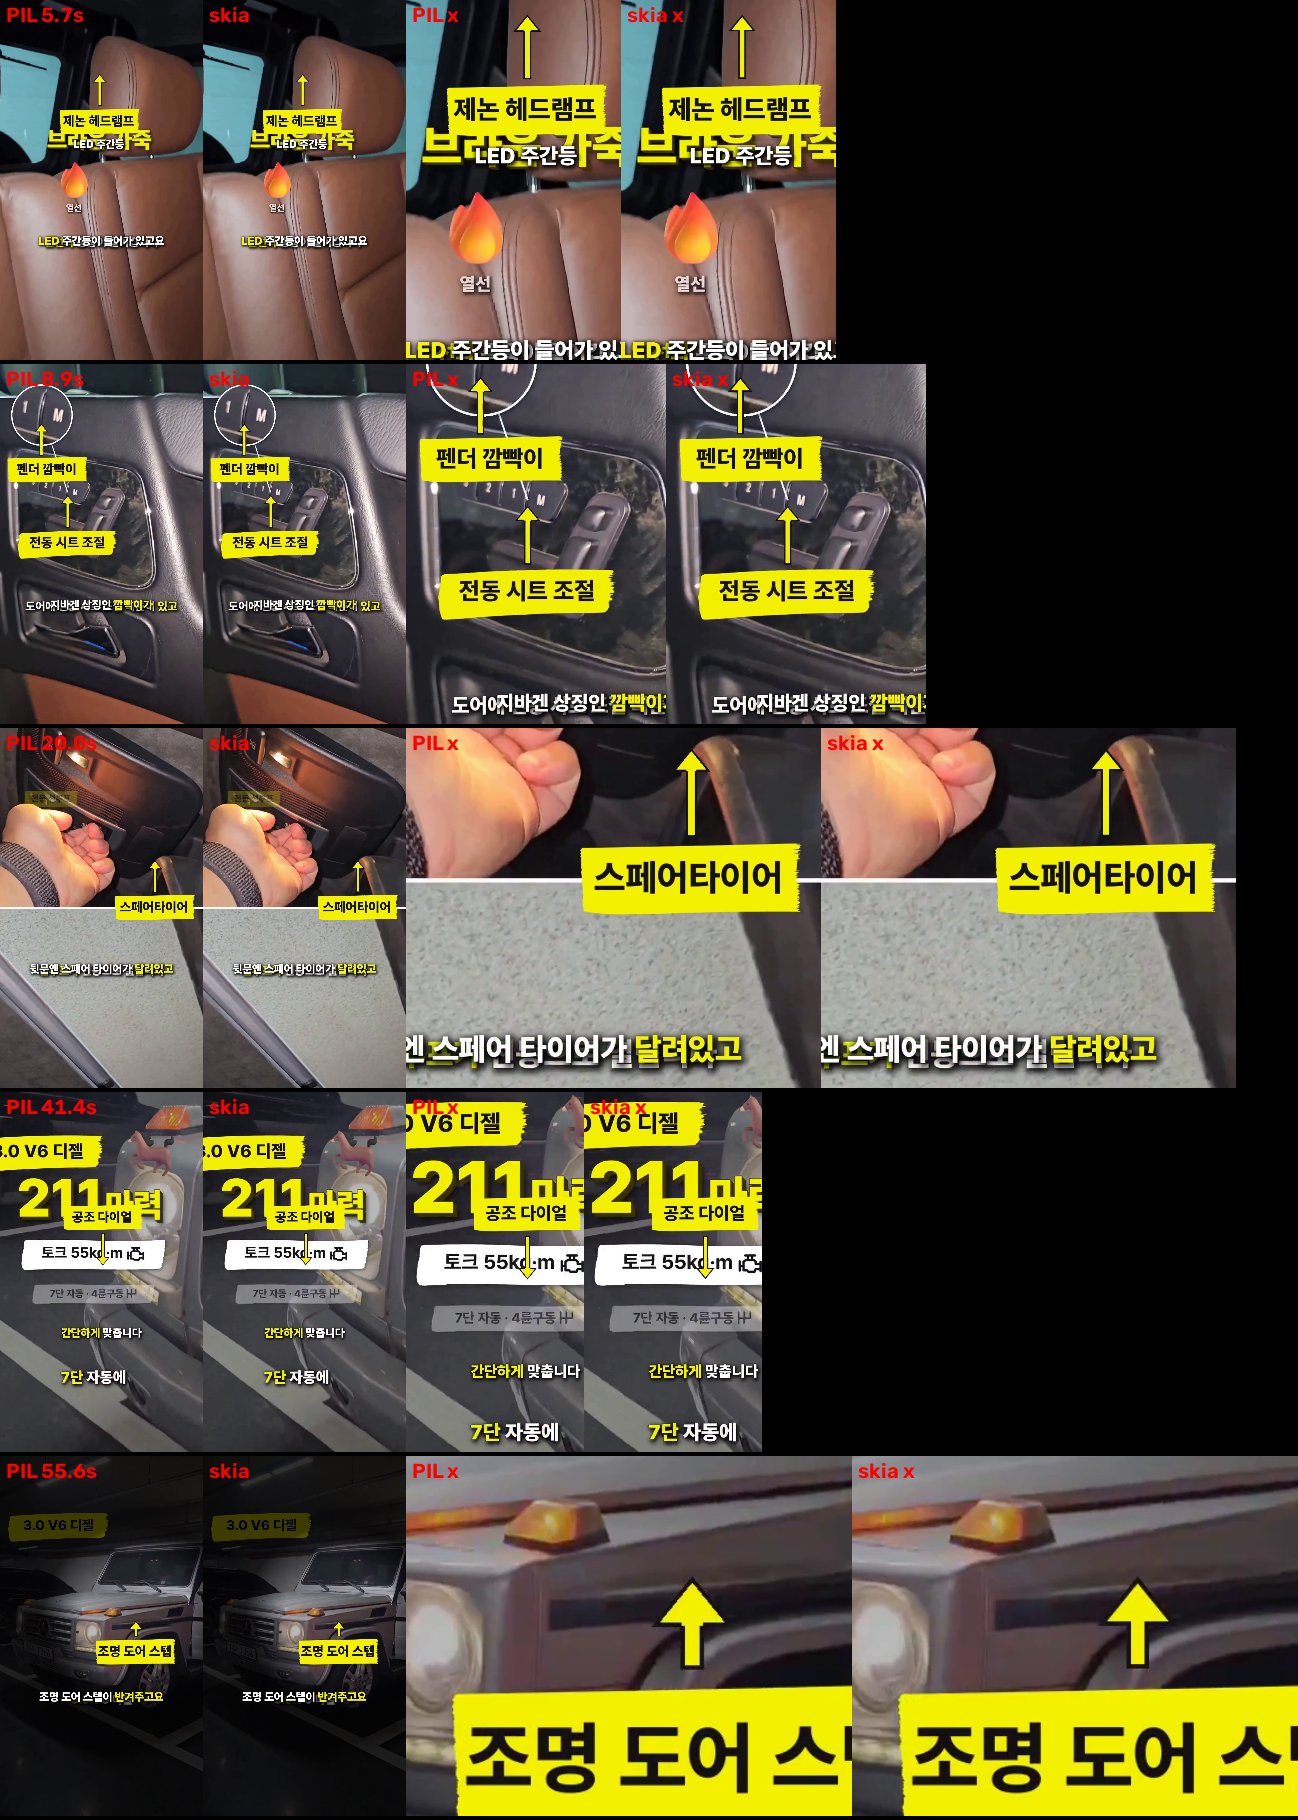 PIL 5.7s
skia
PIL x
skia x
제논 헤드램프
브라운 가죽
LED 주간등
열선
LED 주간등이 들어가 있고요
제논 헤드램프
브라운 가죽
LED 주간등
열선
LED 주간등이 들어가 있고요
제논 헤드램프
LED 주간등
열선
LED 주간등이 들어가 있
제논 헤드램프
LED 주간등
열선
LED 주간등이 들어가 있
PIL 8.9s
skia
PIL x
skia x
1 M
펜더 깜빡이
전동 시트 조절
지바겐 상징인 깜빡이가 있고
1 M
펜더 깜빡이
전동 시트 조절
지바겐 상징인 깜빡이가 있고
M
펜더 깜빡이
2 1 M
전동 시트 조절
도어에
지바겐 상징인 깜빡이
M
펜더 깜빡이
2 1 M
전동 시트 조절
도어에
지바겐 상징인 깜빡이
PIL 20.0s
skia
PIL x
skia x
스페어타이어
뒷문엔 스페어 타이어가 달려있고
스페어타이어
뒷문엔 스페어 타이어가 달려있고
스페어타이어
엔 스페어 타이어가 달려있고
스페어타이어
엔 스페어 타이어가 달려있고
PIL 41.4s
skia
PIL x
skia x
3.0 V6 디젤
211마력
공조 다이얼
토크 55kg·m
7단 자동 · 4륜구동
간단하게 맞춥니다
7단 자동에
3.0 V6 디젤
211마력
공조 다이얼
토크 55kg·m
7단 자동 · 4륜구동
간단하게 맞춥니다
7단 자동에
0 V6 디젤
211마
공조 다이얼
토크 55kg·m
7단 자동 · 4륜구동
간단하게 맞춥니다
7단 자동에
0 V6 디젤
211마
공조 다이얼
토크 55kg·m
7단 자동 · 4륜구동
간단하게 맞춥니다
7단 자동에
PIL 55.6s
skia
PIL x
skia x
3.0 V6 디젤
조명 도어 스텝
조명 도어 스텝이 반겨주고요
3.0 V6 디젤
조명 도어 스텝
조명 도어 스텝이 반겨주고요
조명 도어 스
조명 도어 스